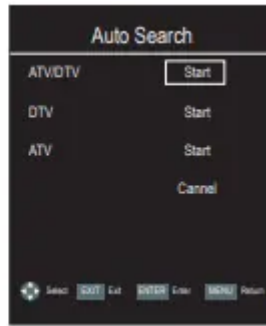 Auto Search
ATV/DTV Start
DTV Start
ATV Start
Cannel
Select EXIT Exit ENTER Enter MENU Return